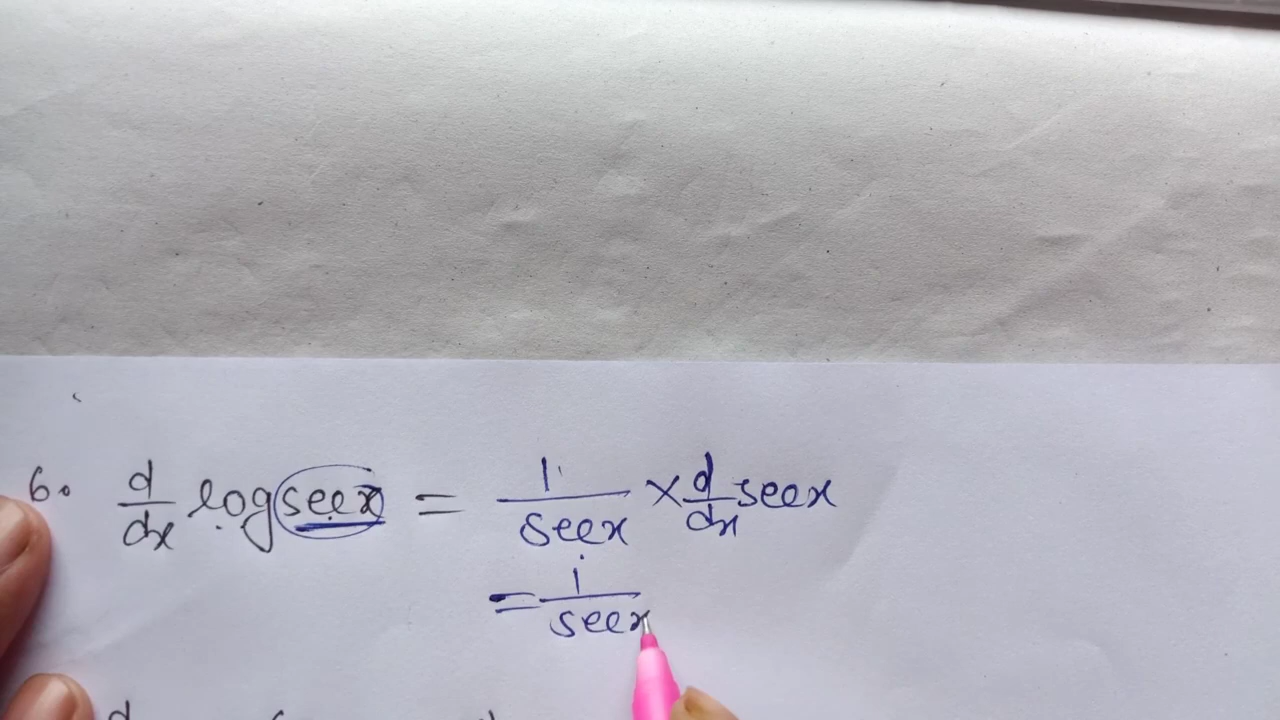 6. d/dx log secx = 1/secx × d/dx secx
= 1/secx
d